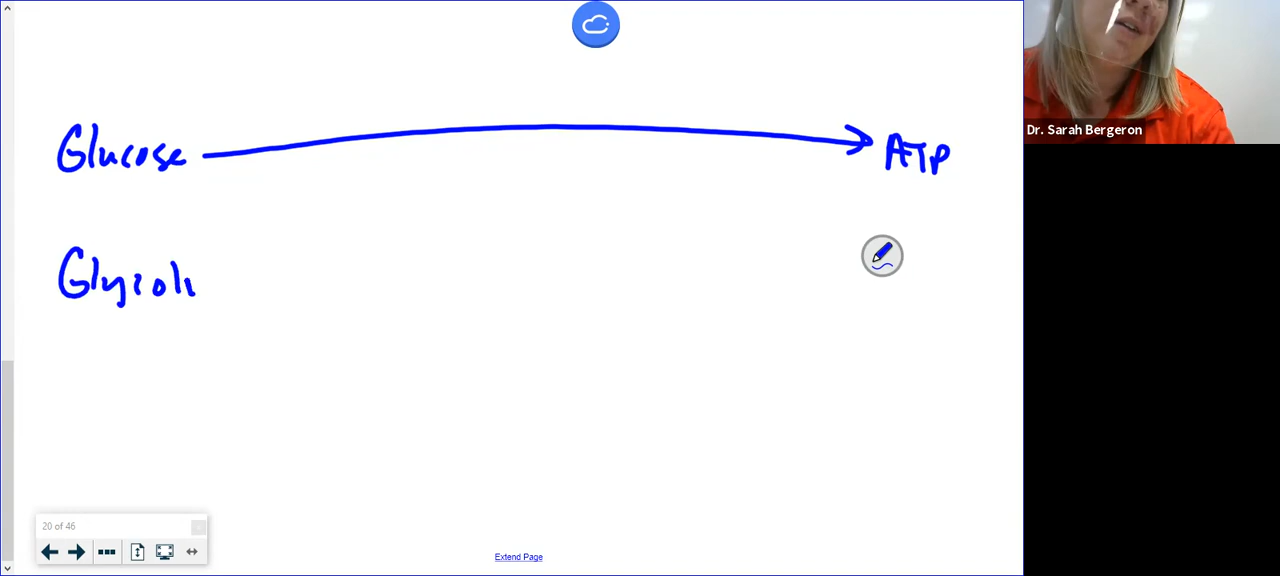 Glucose → ATP
Dr. Sarah Bergeron
Glycoli
20 of 46
Extend Page